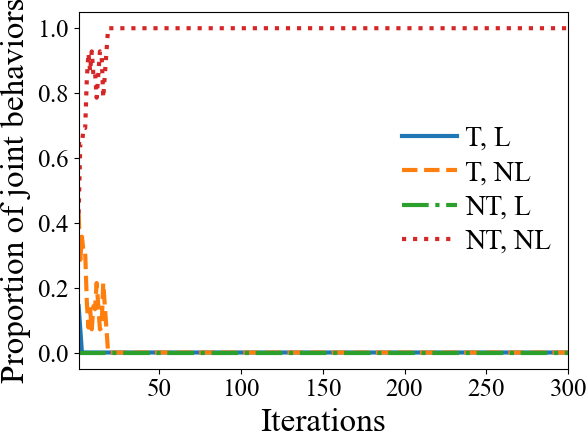 Proportion of joint behaviors
1.0
0.8
0.6
0.4
0.2
0.0
T, L
T, NL
NT, L
NT, NL
50
100
150
200
250
300
Iterations